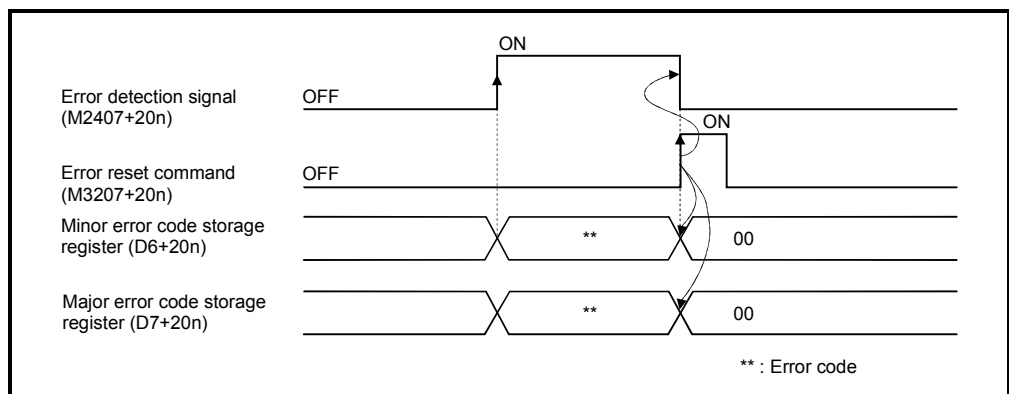 ON
Error detection signal
(M2407+20n)
OFF
ON
Error reset command
(M3207+20n)
OFF
Minor error code storage
register (D6+20n)
**
00
Major error code storage
register (D7+20n)
**
00
** : Error code